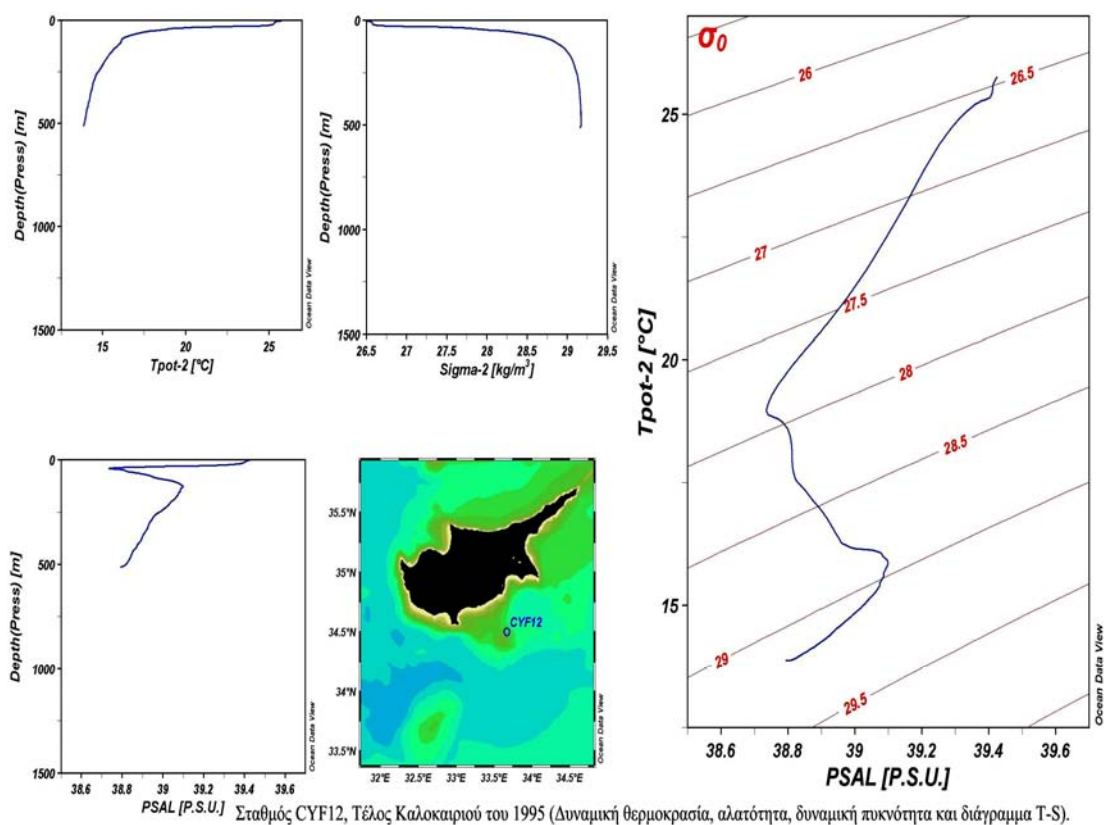 0
500
1000
1500
Depth(Press) [m]
15
20
25
Tpot-2 [°C]
Ocean Data View
0
500
1000
1500
Depth(Press) [m]
26.5
27
27.5
28
28.5
29
29.5
Sigma-2 [kg/m³]
Ocean Data View
σ₀
26
26.5
27
27.5
28
28.5
29
29.5
25
20
15
Tpot-2 [°C]
38.6
38.8
39
39.2
39.4
39.6
PSAL [P.S.U.]
Ocean Data View
0
500
1000
1500
Depth(Press) [m]
38.6
38.8
39
39.2
39.4
39.6
PSAL [P.S.U.]
Ocean Data View
35.5°N
35°N
34.5°N
34°N
33.5°N
CYF12
32°E
32.5°E
33°E
33.5°E
34°E
34.5°E
Ocean Data View
Σταθμός CYF12, Τέλος Καλοκαιριού του 1995 (Δυναμική θερμοκρασία, αλατότητα, δυναμική πυκνότητα και διάγραμμα T-S).